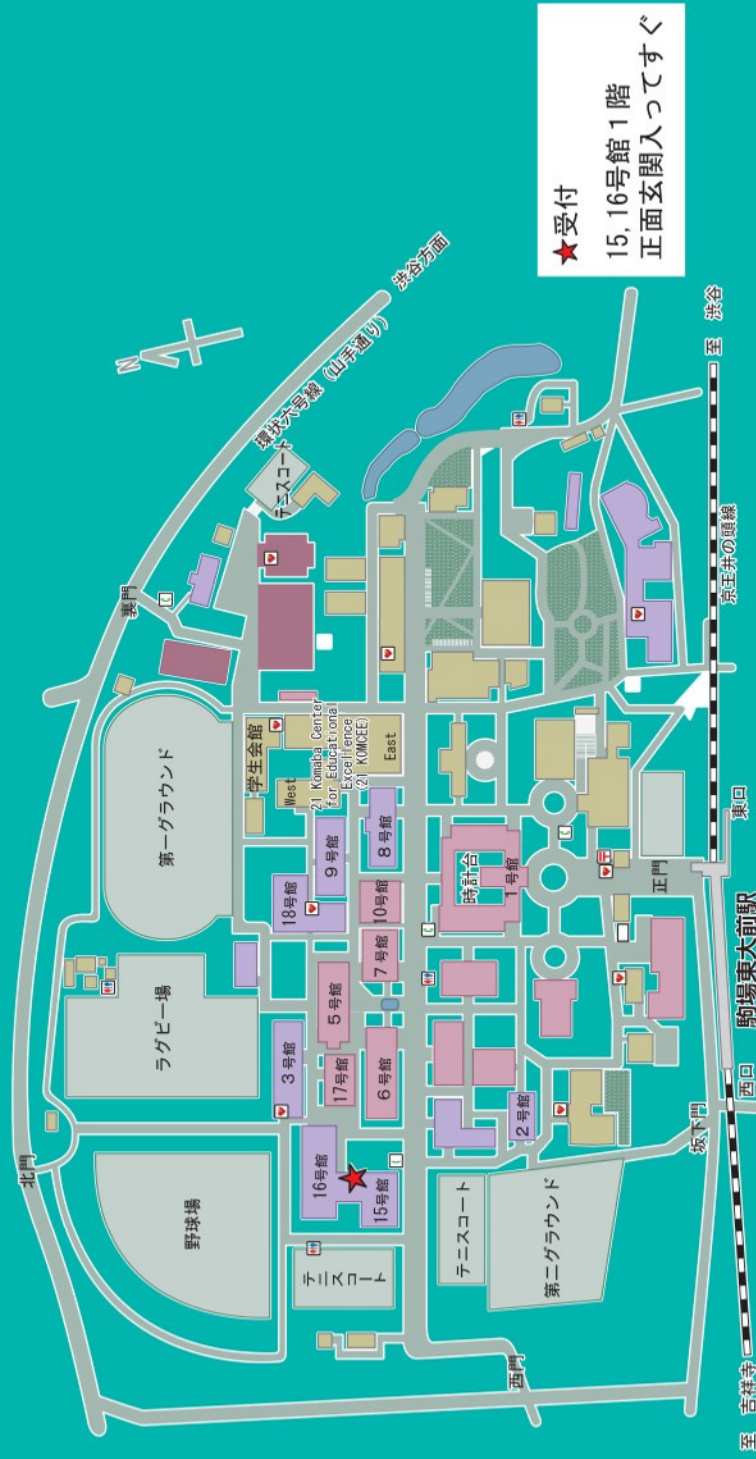 ★受付
15,16号館１階
正面玄関入ってすぐ
N
環状六号線（山手通り）
渋谷方面
裏門
テニスコート
北門
第一グラウンド
ラグビー場
野球場
学生会館
West
21 Komaba Center
for Educational
Excellence
(21 KOMCEE)
East
18号館
9号館
8号館
3号館
5号館
10号館
7号館
17号館
6号館
16号館
15号館
テニスコート
時計台
1号館
2号館
テニスコート
第二グラウンド
西門
正門
坂下門
東口
西口
駒場東大前駅
京王井の頭線
至　渋谷
至　吉祥寺